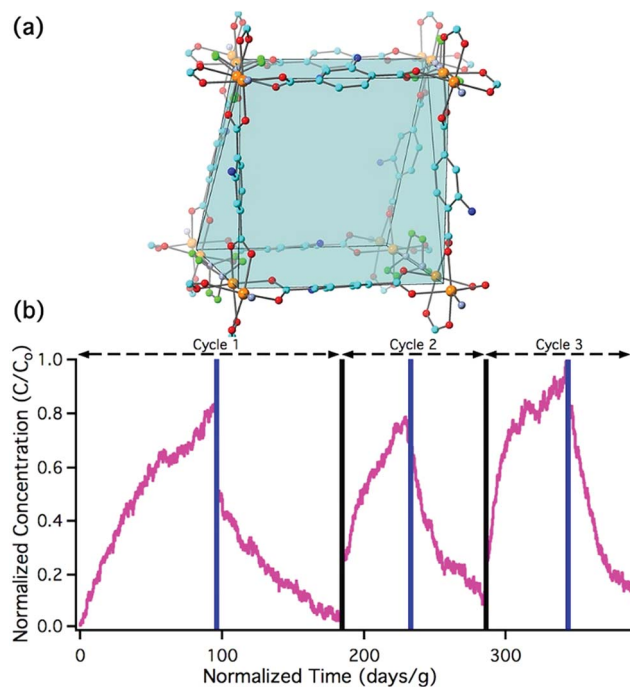 (a)
(b)
Cycle 1 Cycle 2 Cycle 3
Normalized Concentration (C/Co)
1.0
0.8
0.6
0.4
0.2
0.0
0 100 200 300
Normalized Time (days/g)